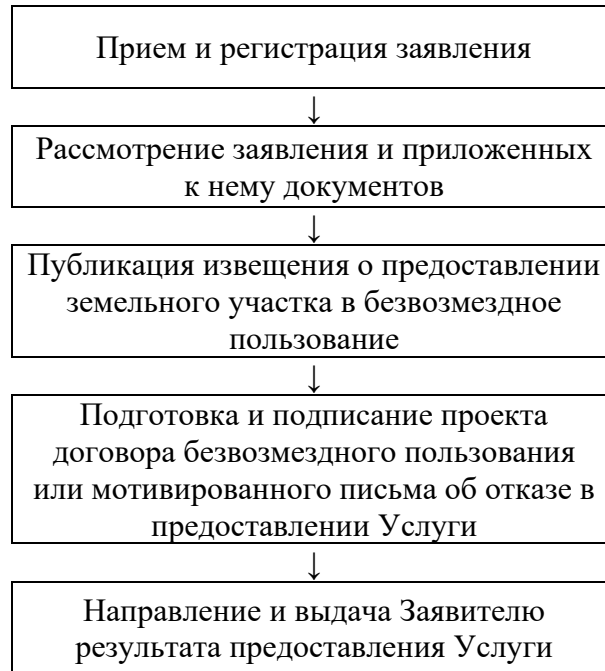 Прием и регистрация заявления
↓
Рассмотрение заявления и приложенных
к нему документов
↓
Публикация извещения о предоставлении
земельного участка в безвозмездное
пользование
↓
Подготовка и подписание проекта
договора безвозмездного пользования
или мотивированного письма об отказе в
предоставлении Услуги
↓
Направление и выдача Заявителю
результата предоставления Услуги